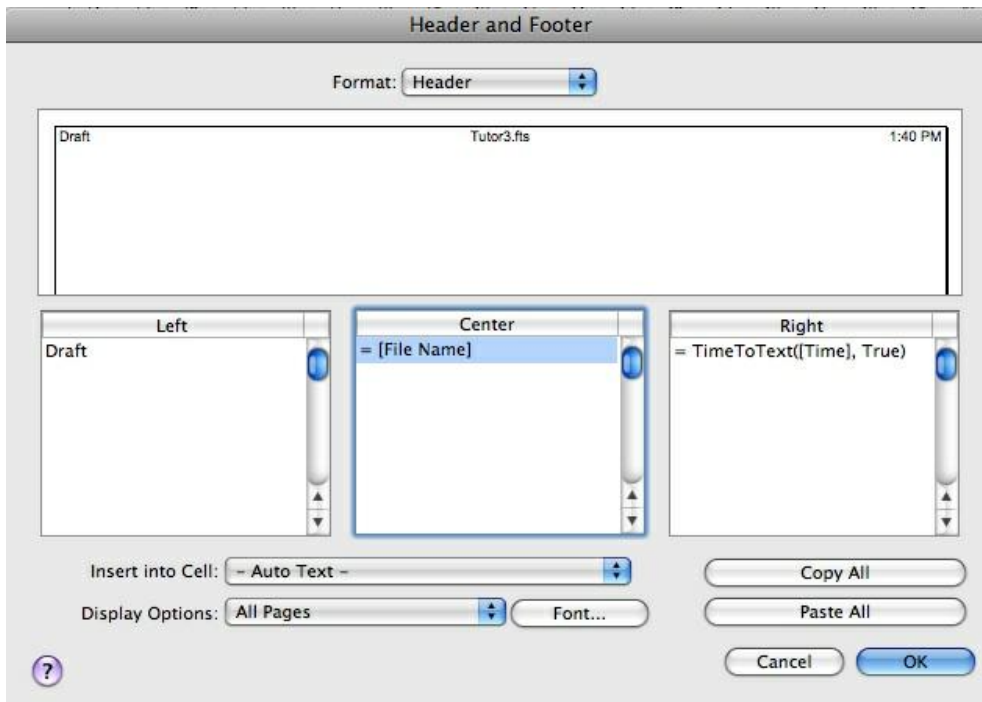 Header and Footer
Format: Header
Draft Tutor3.fts 1:40 PM
Left Center Right
Draft = [File Name] = TimeToText([Time], True)
Insert into Cell: - Auto Text - Copy All
Display Options: All Pages Font... Paste All
? Cancel OK